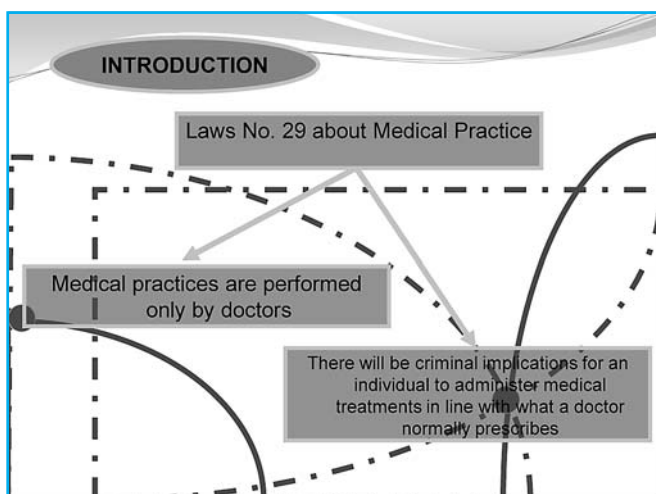 INTRODUCTION
Laws No. 29 about Medical Practice
Medical practices are performed
only by doctors
There will be criminal implications for an
individual to administer medical
treatments in line with what a doctor
normally prescribes